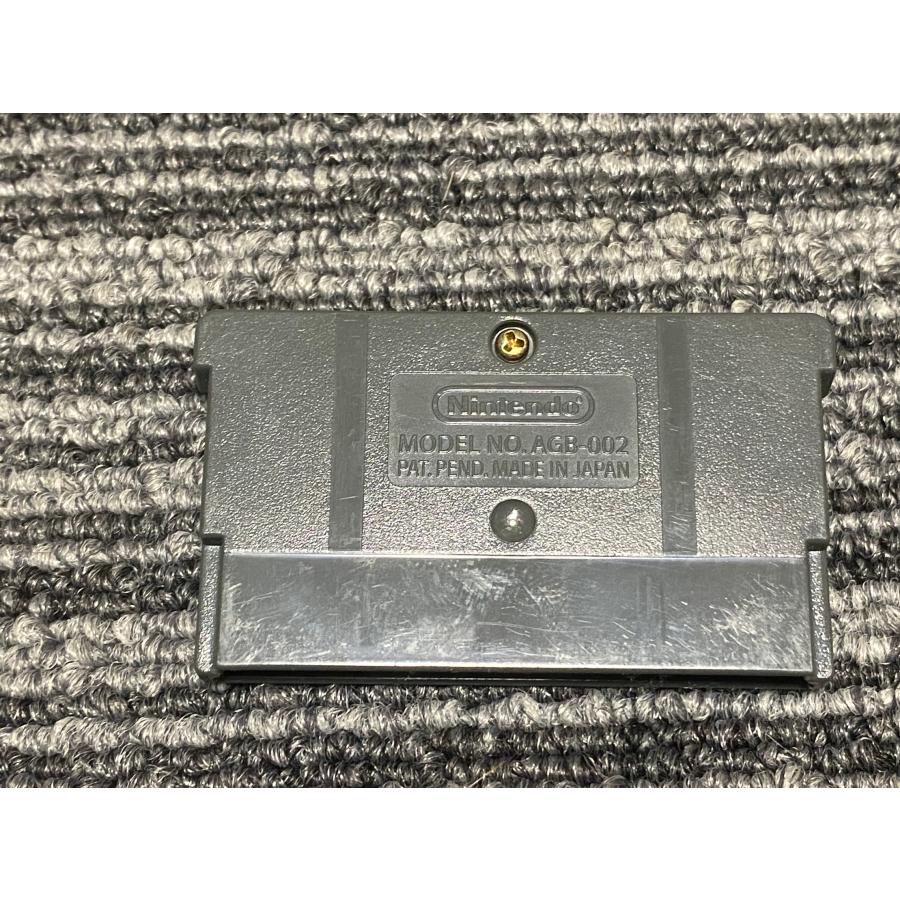 Nintendo
MODEL NO. AGB-002
PAT. PEND. MADE IN JAPAN